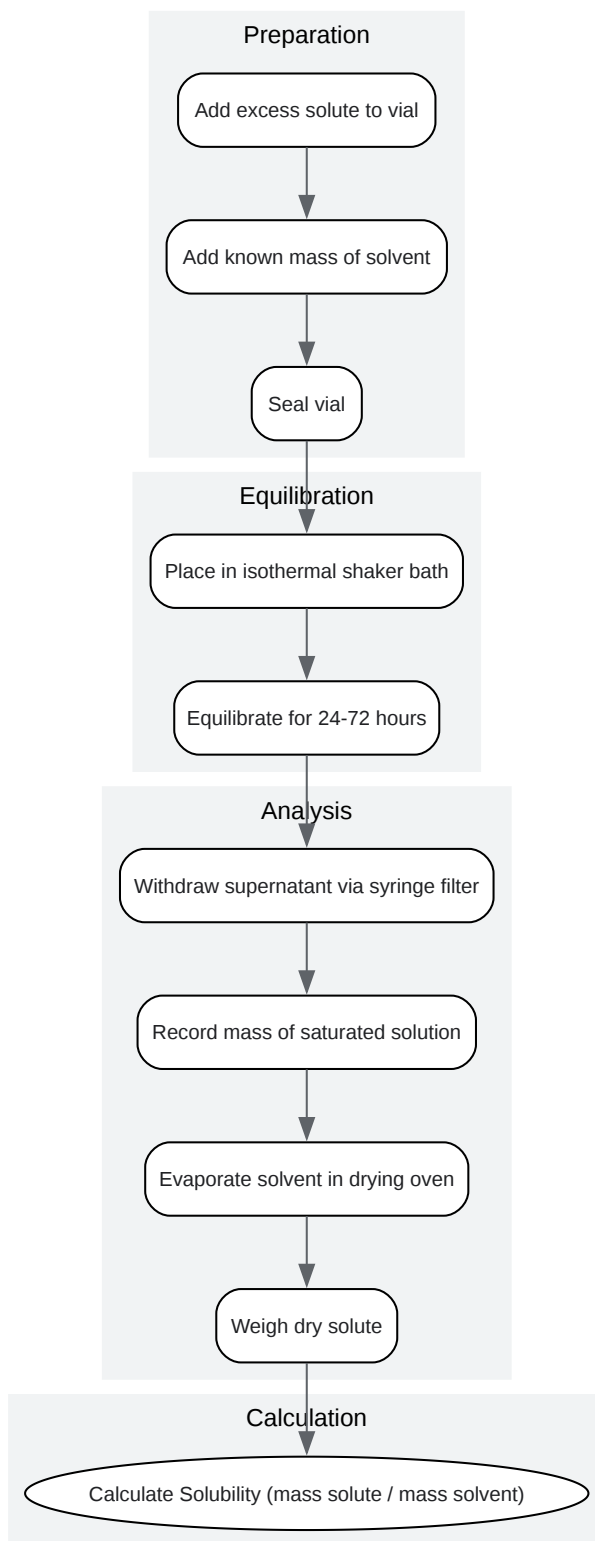 Preparation
Add excess solute to vial
Add known mass of solvent
Seal vial
Equilibration
Place in isothermal shaker bath
Equilibrate for 24-72 hours
Analysis
Withdraw supernatant via syringe filter
Record mass of saturated solution
Evaporate solvent in drying oven
Weigh dry solute
Calculation
Calculate Solubility (mass solute / mass solvent)